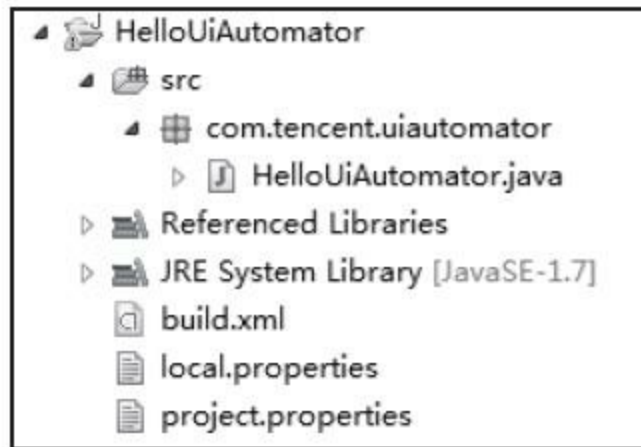 HelloUiAutomator
src
com.tencent.uiautomator
HelloUiAutomator.java
Referenced Libraries
JRE System Library [JavaSE-1.7]
build.xml
local.properties
project.properties